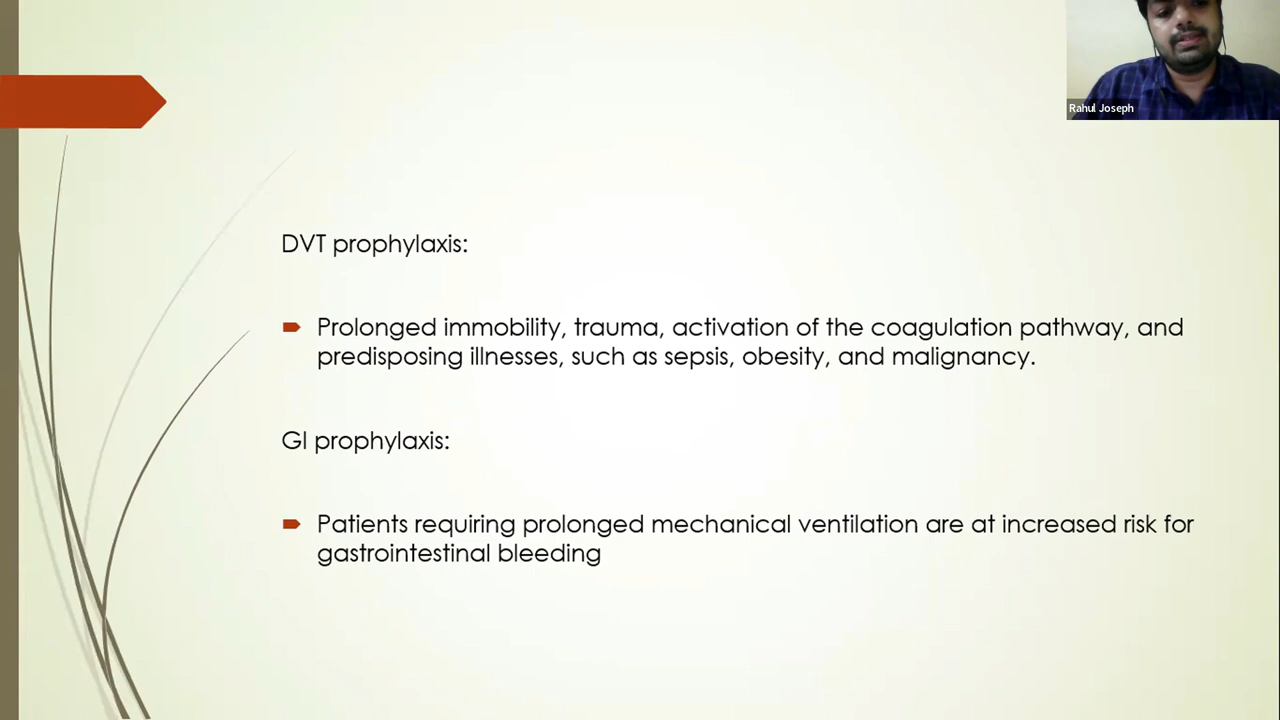 Rahul Joseph
DVT prophylaxis:
Prolonged immobility, trauma, activation of the coagulation pathway, and
predisposing illnesses, such as sepsis, obesity, and malignancy.
GI prophylaxis:
Patients requiring prolonged mechanical ventilation are at increased risk for
gastrointestinal bleeding